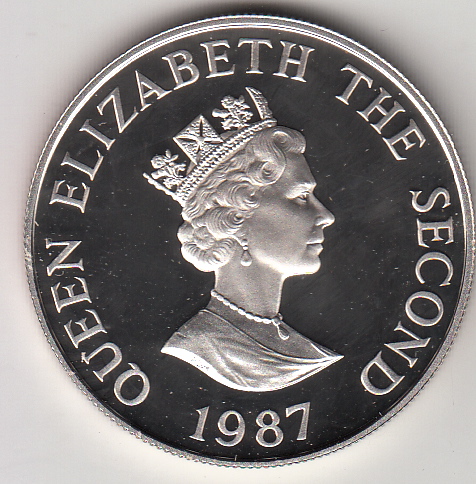 QUEEN ELIZABETH THE SECOND
1987